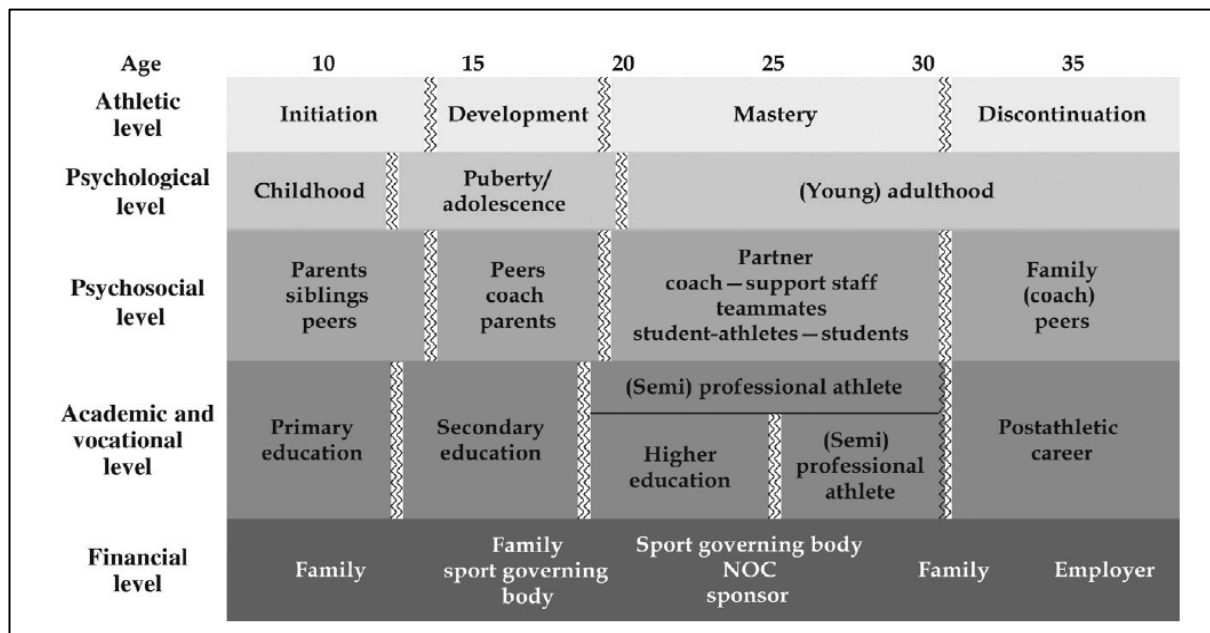 Age 10 15 20 25 30 35
Athletic
level
Initiation
Development
Mastery
Discontinuation
Psychological
level
Childhood
Puberty/
adolescence
(Young) adulthood
Psychosocial
level
Parents
siblings
peers
Peers
coach
parents
Partner
coach—support staff
teammates
student-athletes—students
Family
(coach)
peers
Academic and
vocational
level
Primary
education
Secondary
education
(Semi) professional athlete
Higher
education
(Semi)
professional
athlete
Postathletic
career
Financial
level
Family
Family
sport governing
body
Sport governing body
NOC
sponsor
Family
Employer